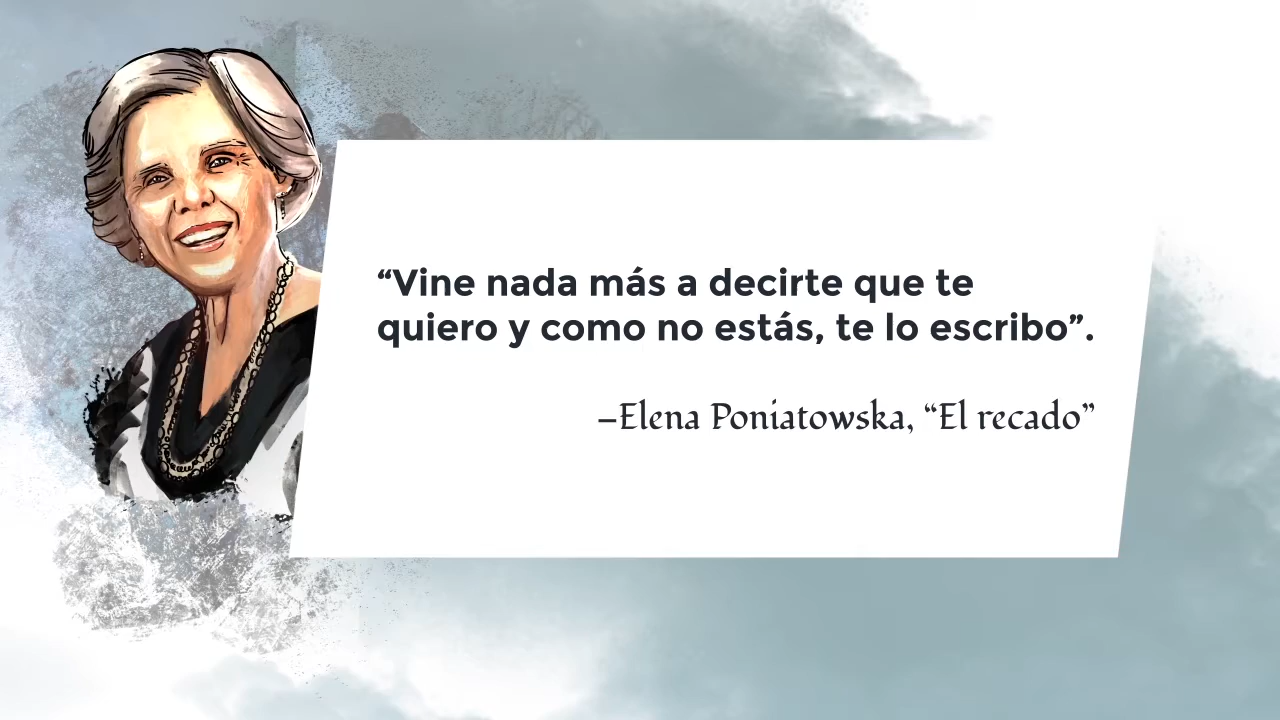 “Vine nada más a decirte que te
quiero y como no estás, te lo escribo”.
–Elena Poniatowska, “El recado”